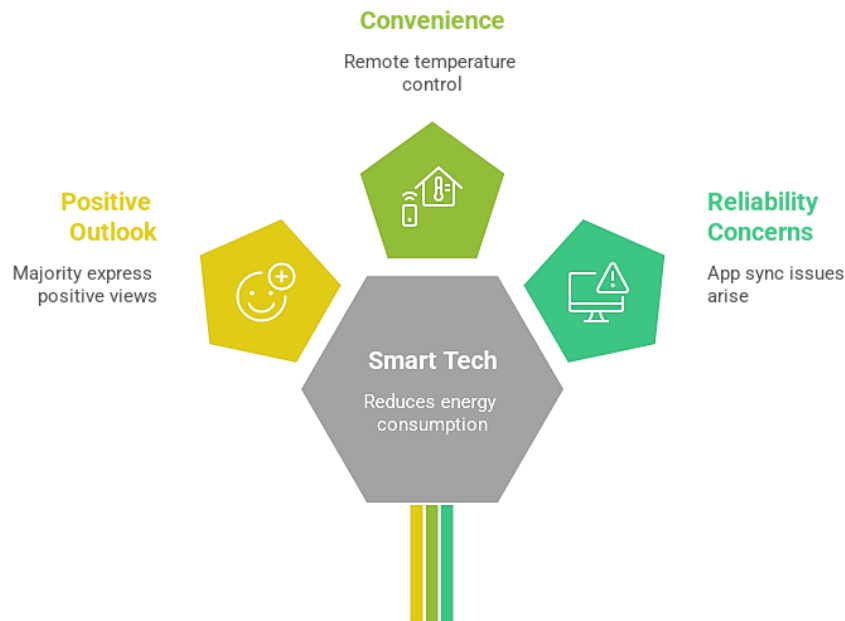 Convenience
Remote temperature
control
Positive
Outlook
Majority express
positive views
Reliability
Concerns
App sync issues
arise
Smart Tech
Reduces energy
consumption